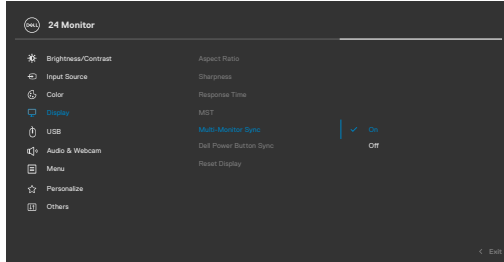 DELL 24 Monitor
Brightness/Contrast Aspect Ratio
Input Source Sharpness
Color Response Time
Display MST
USB Multi-Monitor Sync On
Audio & Webcam Dell Power Button Sync Off
Menu Reset Display
Personalize
Others
Exit